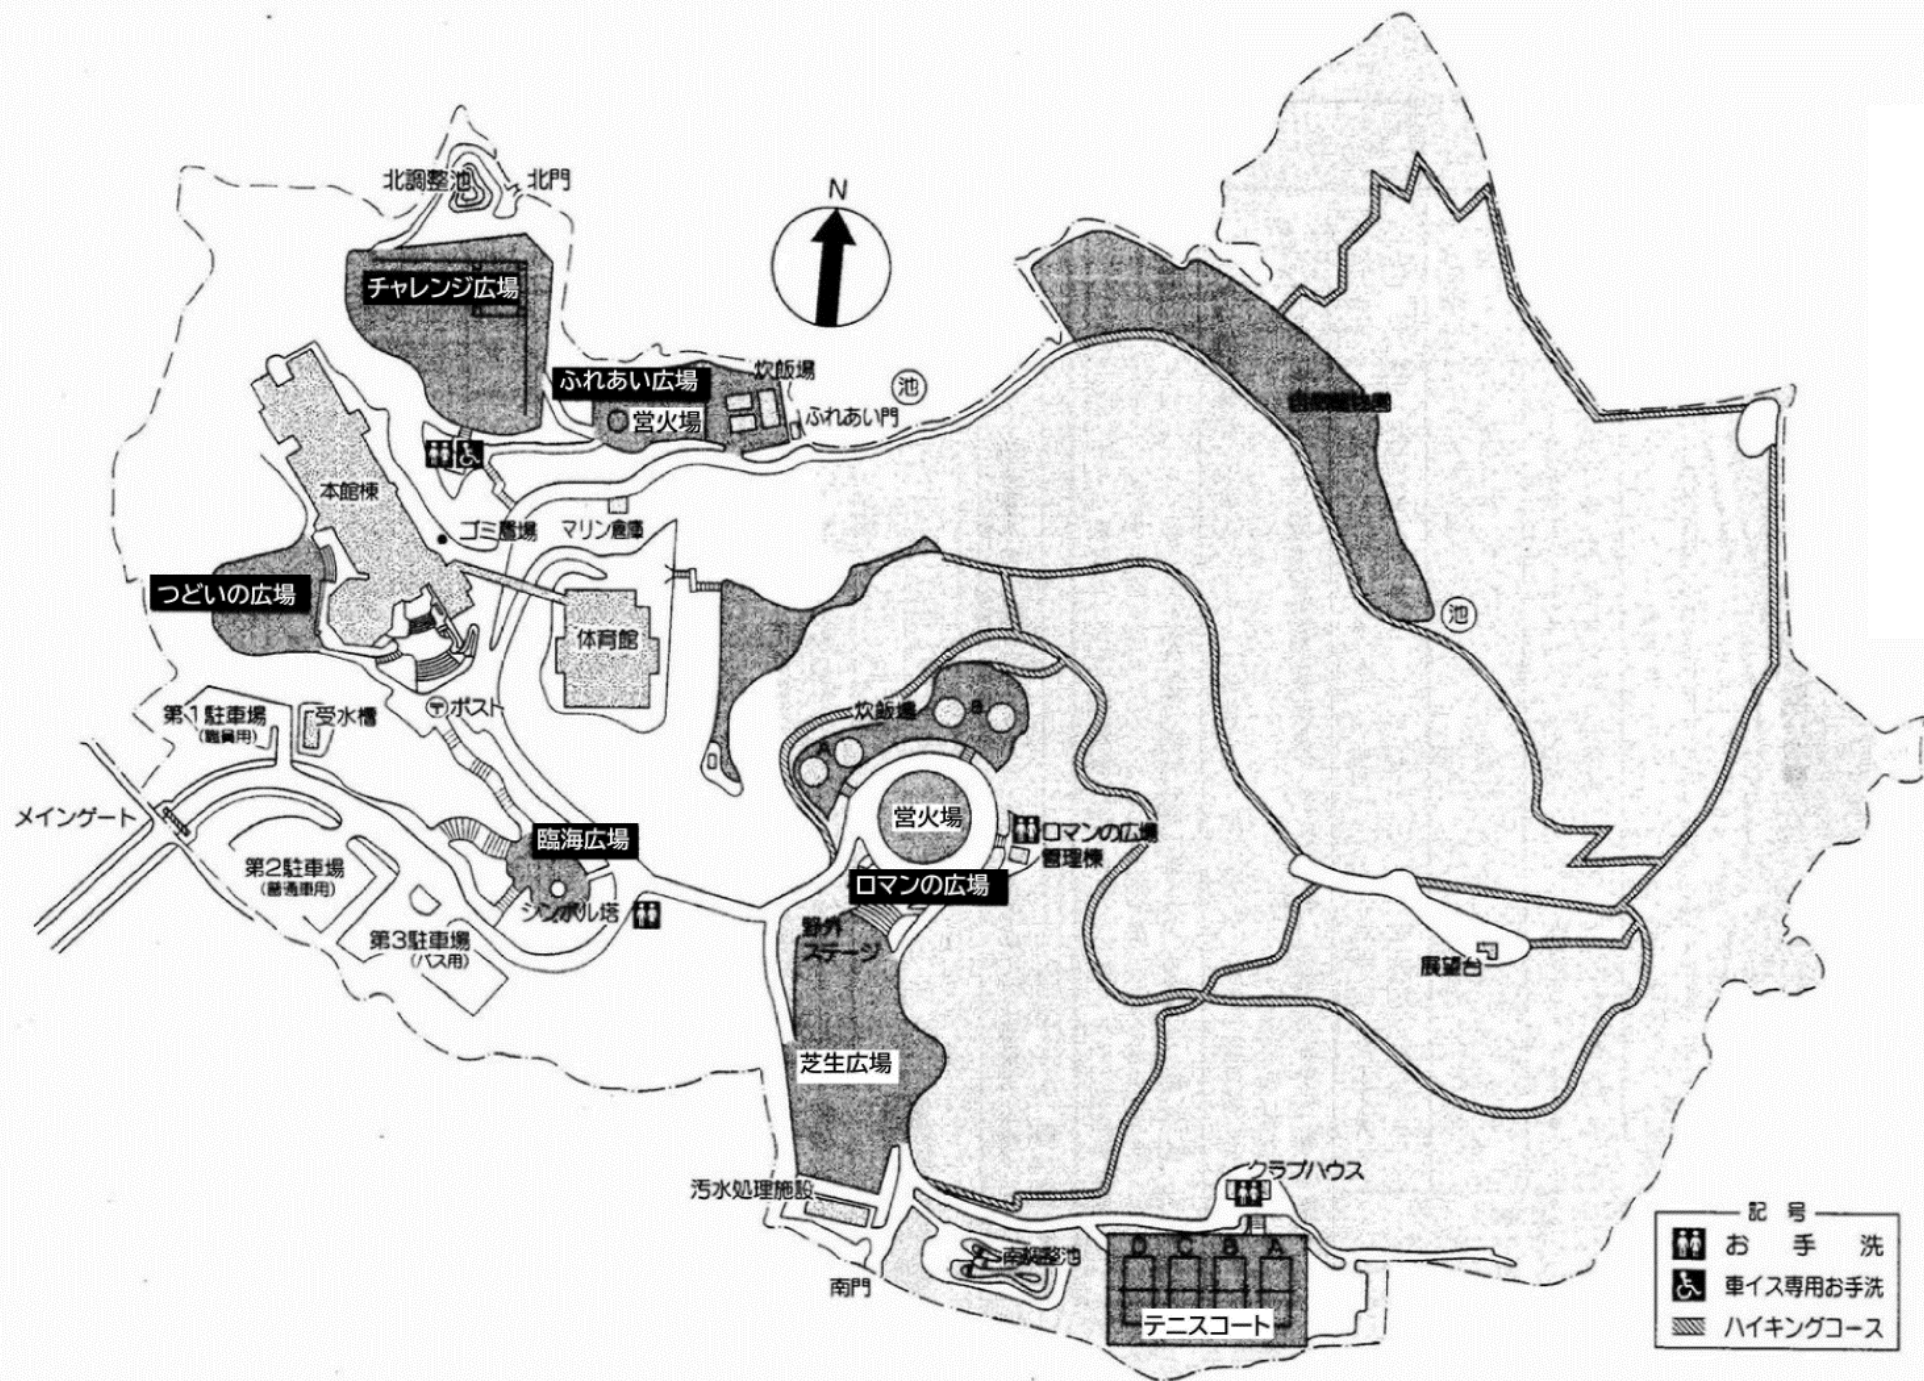 北調整池
北門
N
チャレンジ広場
ふれあい広場
炊飯場
池
営火場
ふれあい門
本館棟
ゴミ置場
マリン倉庫
つどいの広場
体育館
池
第1駐車場
(職員用)
受水槽
〒ポスト
炊飯場
B
A
メインゲート
営火場
臨海広場
ロマンの広場
管理棟
第2駐車場
(普通車用)
ロマンの広場
シンボル塔
第3駐車場
(バス用)
野外
ステージ
展望台
芝生広場
クラブハウス
汚水処理施設
D C B A
南調整池
南門
テニスコート
記号
お手洗
車イス専用お手洗
ハイキングコース